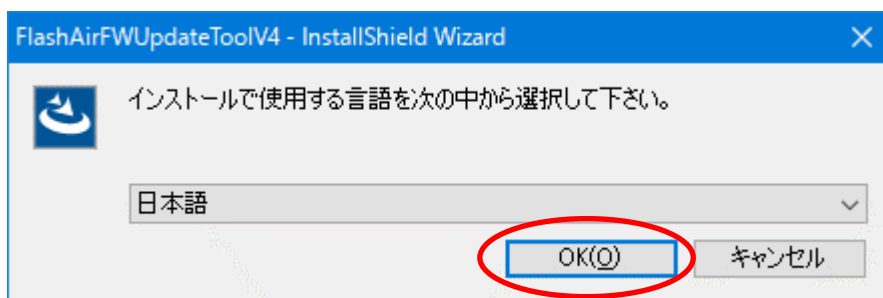 FlashAirFWUpdateToolV4 - InstallShield Wizard
インストールで使用する言語を次の中から選択して下さい。
日本語
OK(O) キャンセル